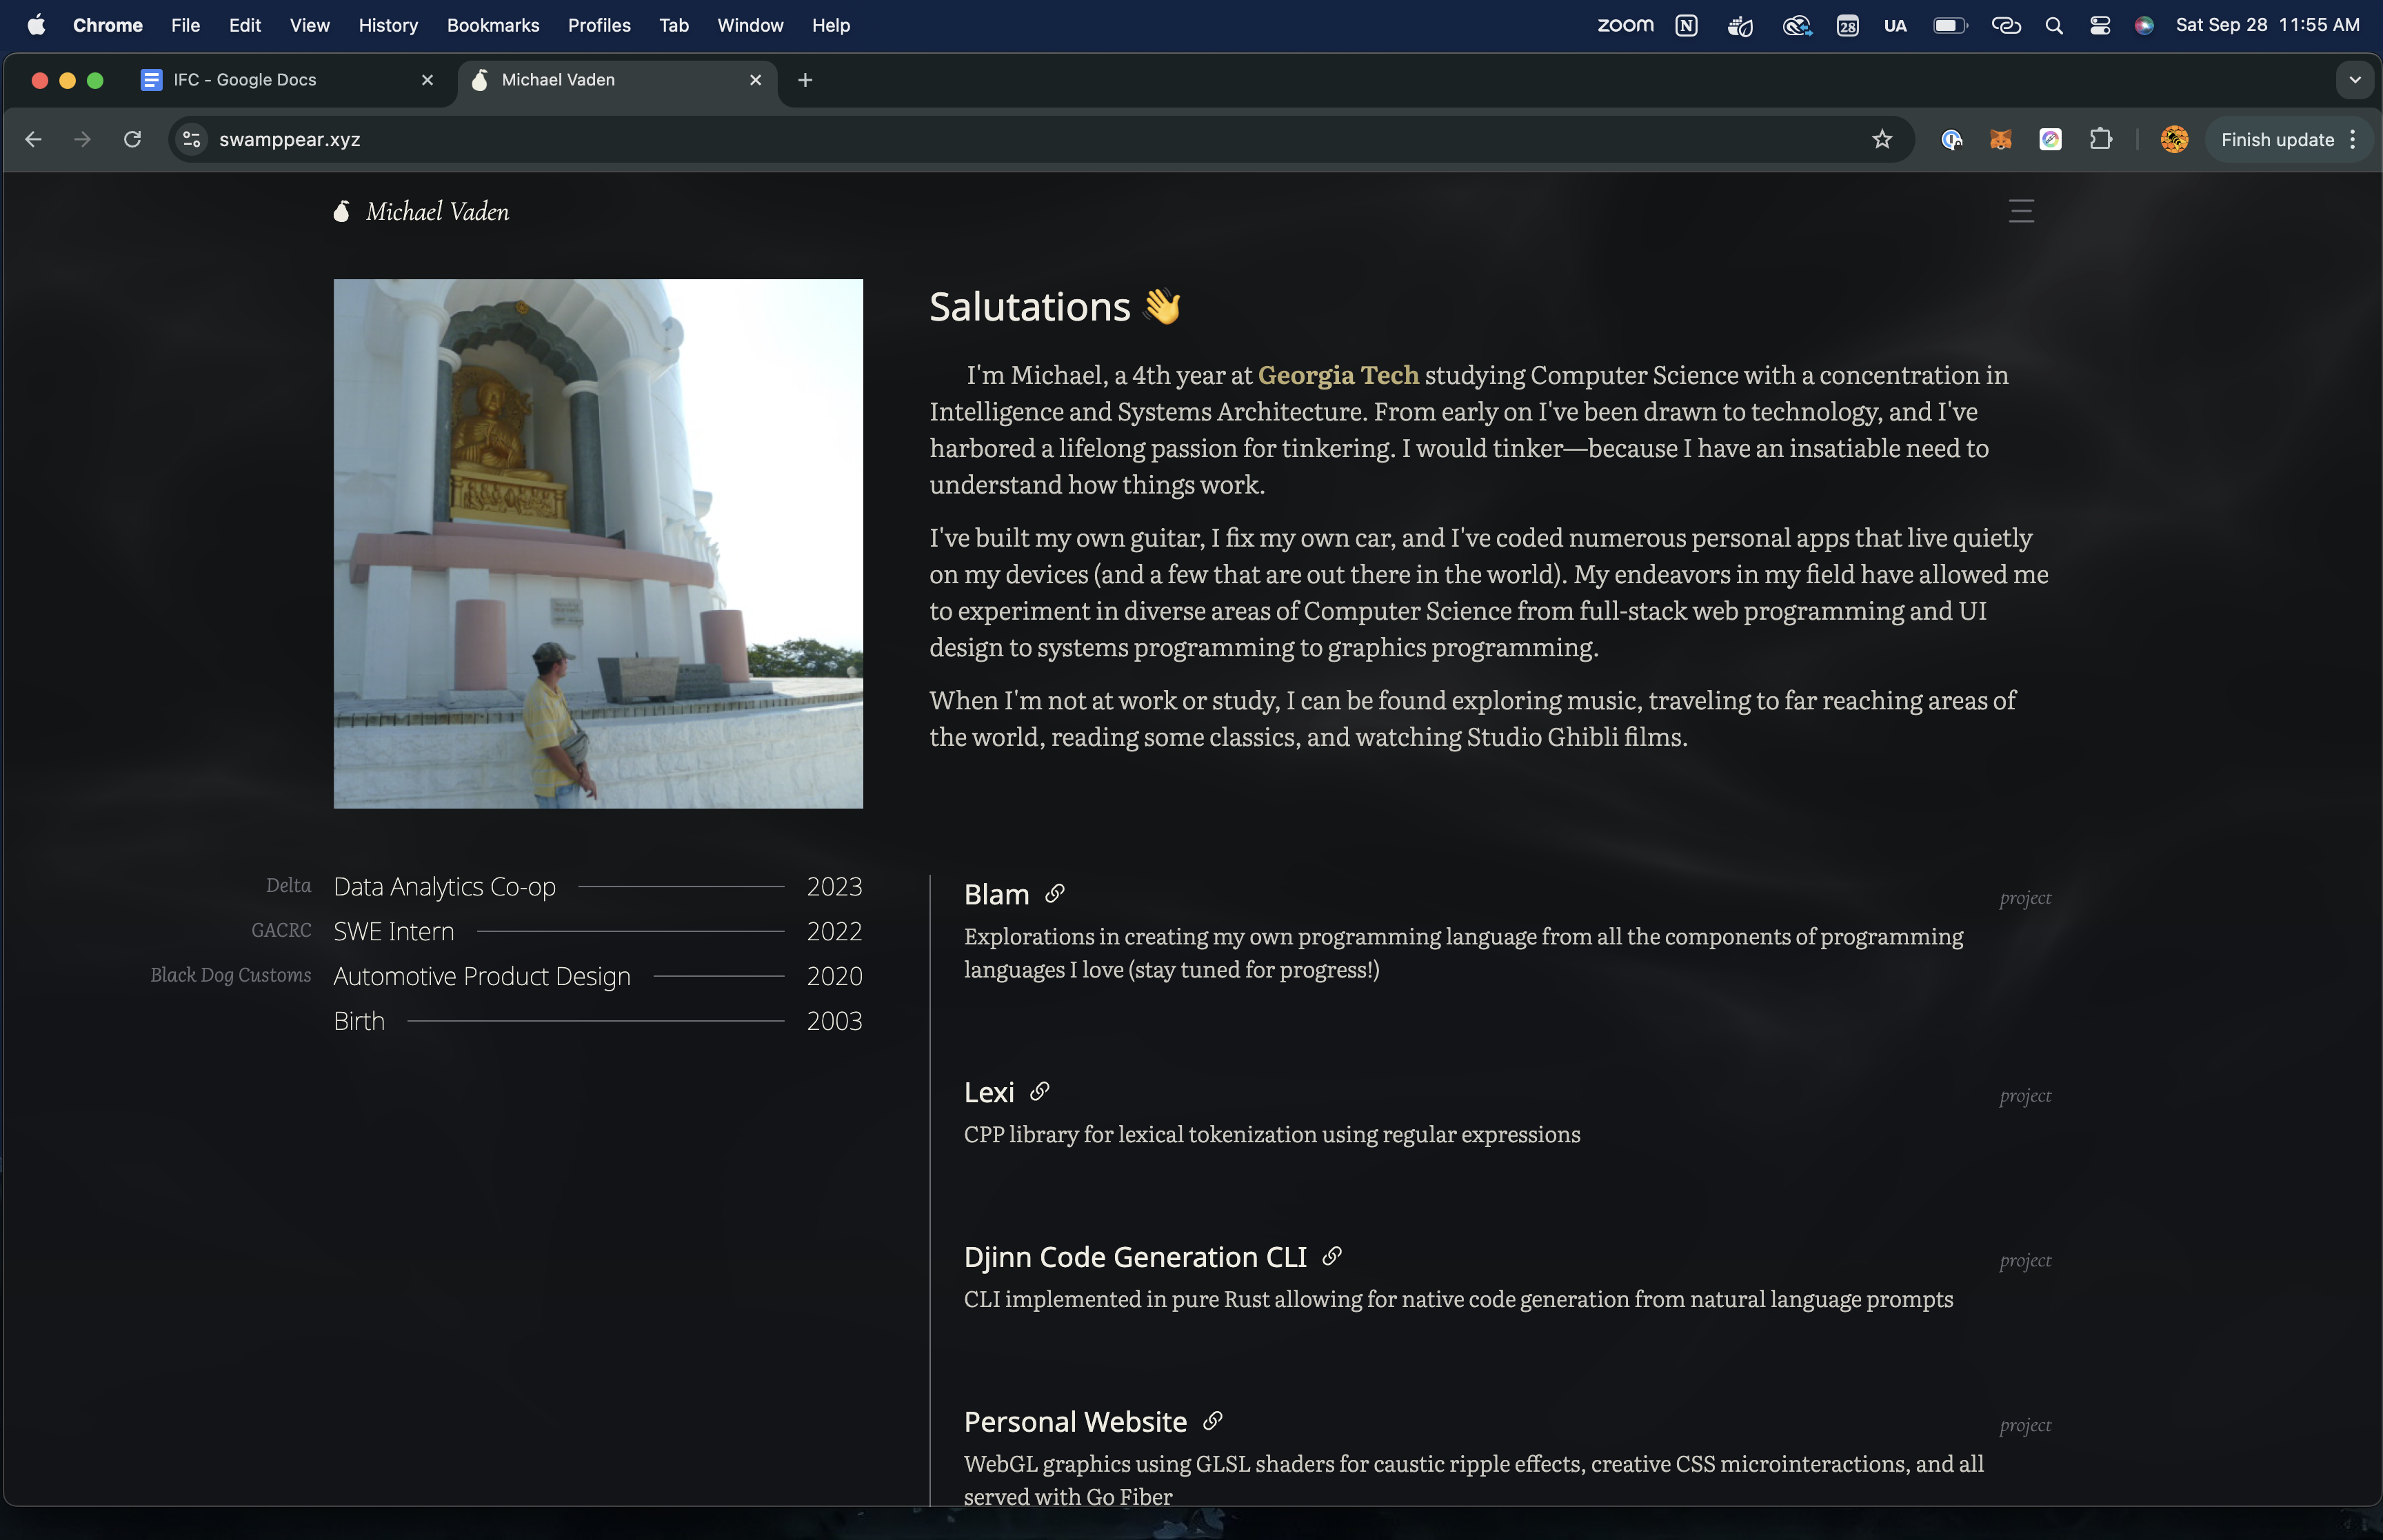 Chrome File Edit View History Bookmarks Profiles Tab Window Help zoom N 28 UA Sat Sep 28 11:55 AM
IFC - Google Docs Michael Vaden
swamppear.xyz Finish update
Michael Vaden
Salutations 👋
I'm Michael, a 4th year at Georgia Tech studying Computer Science with a concentration in
Intelligence and Systems Architecture. From early on I've been drawn to technology, and I've
harbored a lifelong passion for tinkering. I would tinker—because I have an insatiable need to
understand how things work.
I've built my own guitar, I fix my own car, and I've coded numerous personal apps that live quietly
on my devices (and a few that are out there in the world). My endeavors in my field have allowed me
to experiment in diverse areas of Computer Science from full-stack web programming and UI
design to systems programming to graphics programming.
When I'm not at work or study, I can be found exploring music, traveling to far reaching areas of
the world, reading some classics, and watching Studio Ghibli films.
Delta Data Analytics Co-op 2023
GACRC SWE Intern 2022
Black Dog Customs Automotive Product Design 2020
Birth 2003
Blam project
Explorations in creating my own programming language from all the components of programming
languages I love (stay tuned for progress!)
Lexi project
CPP library for lexical tokenization using regular expressions
Djinn Code Generation CLI project
CLI implemented in pure Rust allowing for native code generation from natural language prompts
Personal Website project
WebGL graphics using GLSL shaders for caustic ripple effects, creative CSS microinteractions, and all
served with Go Fiber